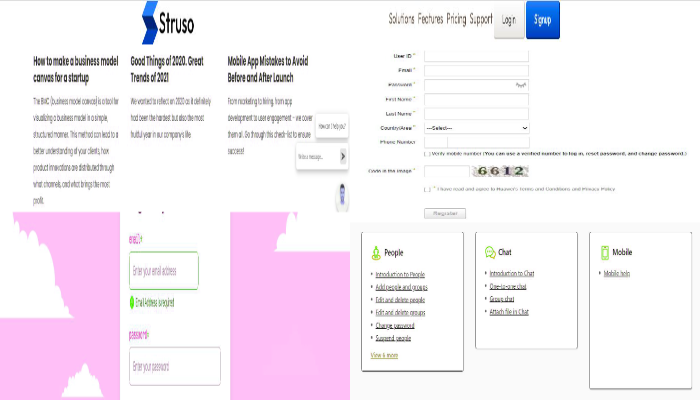 Struso
How to make a business model
canvas for a startup
The BMC (business model canvas) is a tool for
visualizing a business model in a simple,
structured manner. This method can lead to a
better understanding of your clients, how
product innovations are distributed through
what channels, and what brings the most
profit.
Good Things of 2020. Great
Trends of 2021
We wanted to reflect on 2020 as it definitely
had been the hardest but also the most
fruitful year in our company's life
Mobile App Mistakes to Avoid
Before and After Launch
From marketing to hiring, from app
development to user engagement – we cover
them all. Go through this check-list to ensure
success!
How can I help you?
Write a message...
Solutions Features Pricing Support
Login
Signup
User ID *
Email *
Password *
First Name *
Last Name *
Country/Area * ---Select---
Phone Number
Verify mobile number (You can use a verified number to log in, reset password, and change password.)
Code in the image * 6612
* I have read and agree to Huawei's Terms and Conditions and Privacy Policy
Register
email*
Enter your email address
Email Address is required
password*
Enter your password
People
Introduction to People
Add people and groups
Edit and delete people
Edit and delete groups
Change password
Suspend people
View 4 more
Chat
Introduction to Chat
One-to-one chat
Group chat
Attach file in Chat
Mobile
Mobile help